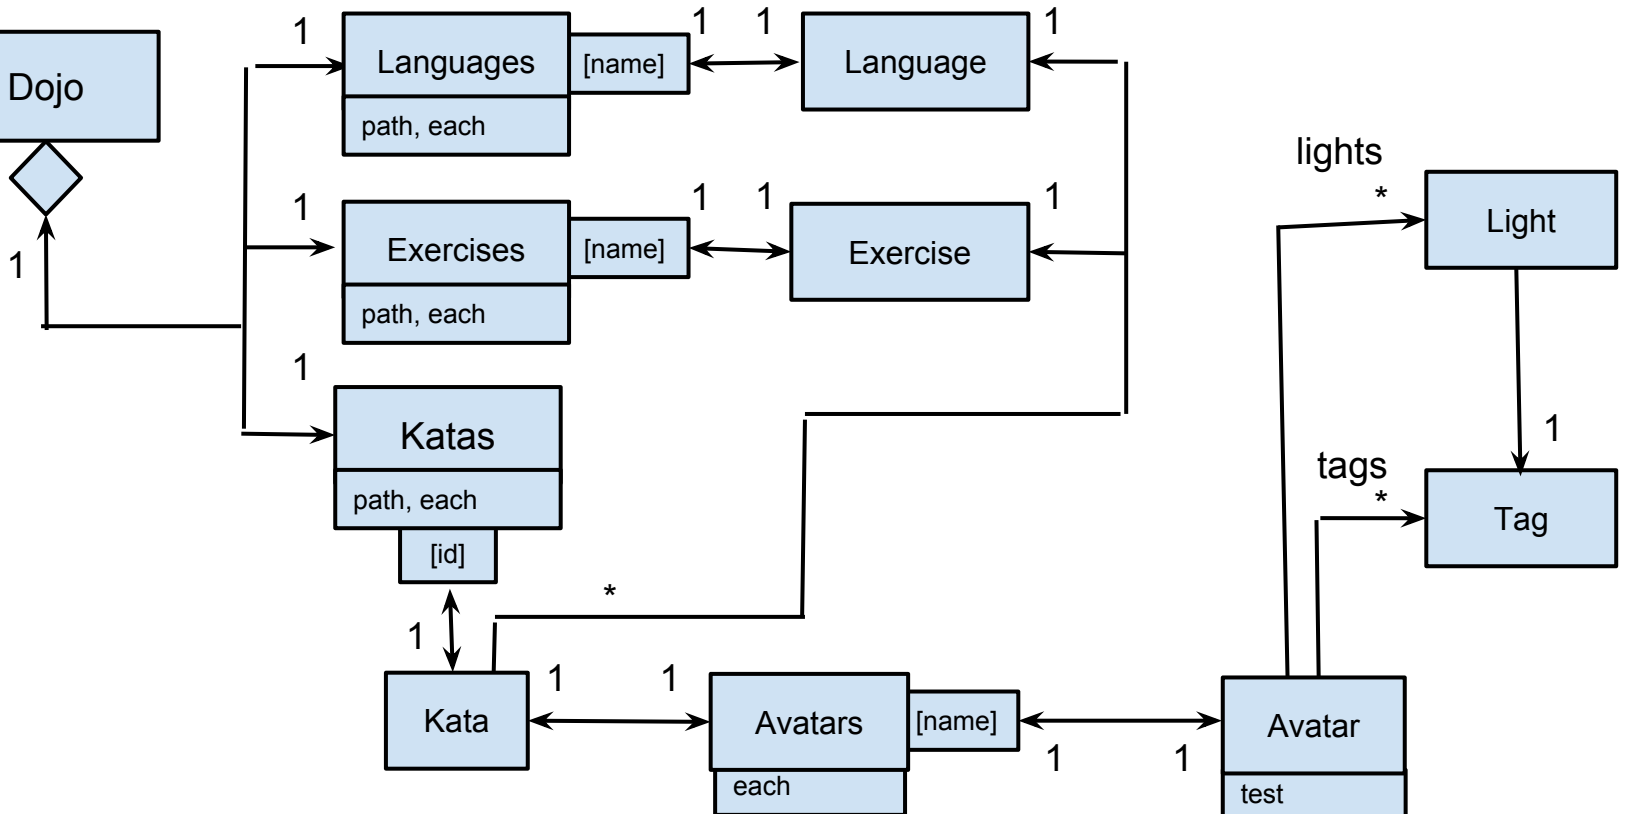 1
1
1
1
Languages
[name]
Language
Dojo
path, each
lights
*
Light
1
1
1
1
Exercises
[name]
Exercise
1
path, each
1
Katas
1
tags
*
Tag
path, each
[id]
*
1
Kata
1
1
Avatars
[name]
1
1
Avatar
each
test